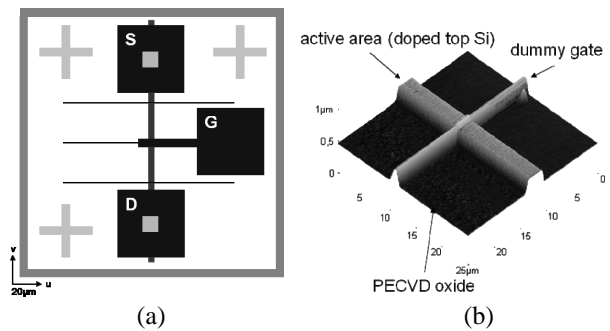 S
G
D
v
u
20µm
(a)
active area (doped top Si)
dummy gate
1µm
0,5
0
5
10
15
20
25µm
20
15
10
5
0
PECVD oxide
(b)